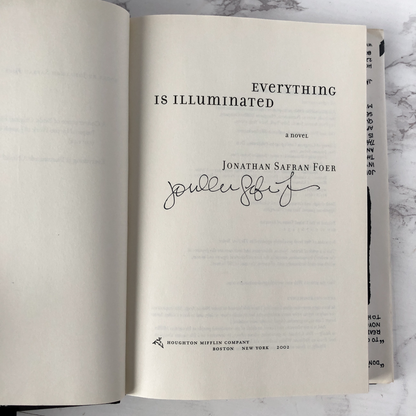 EVERYTHING
IS ILLUMINATED
a novel
JONATHAN SAFRAN FOER
HOUGHTON MIFFLIN COMPANY
BOSTON NEW YORK 2002